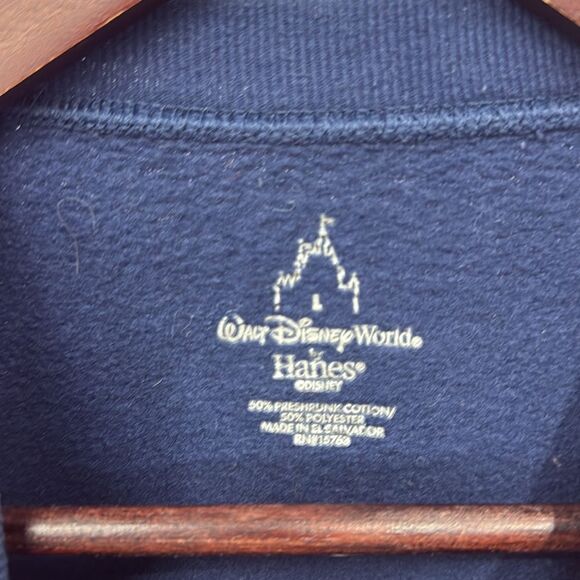 L
WALT DISNEY World®
by
Hanes®
©DISNEY
50% PRESHRUNK COTTON/
50% POLYESTER
MADE IN EL SALVADOR
RN#15763